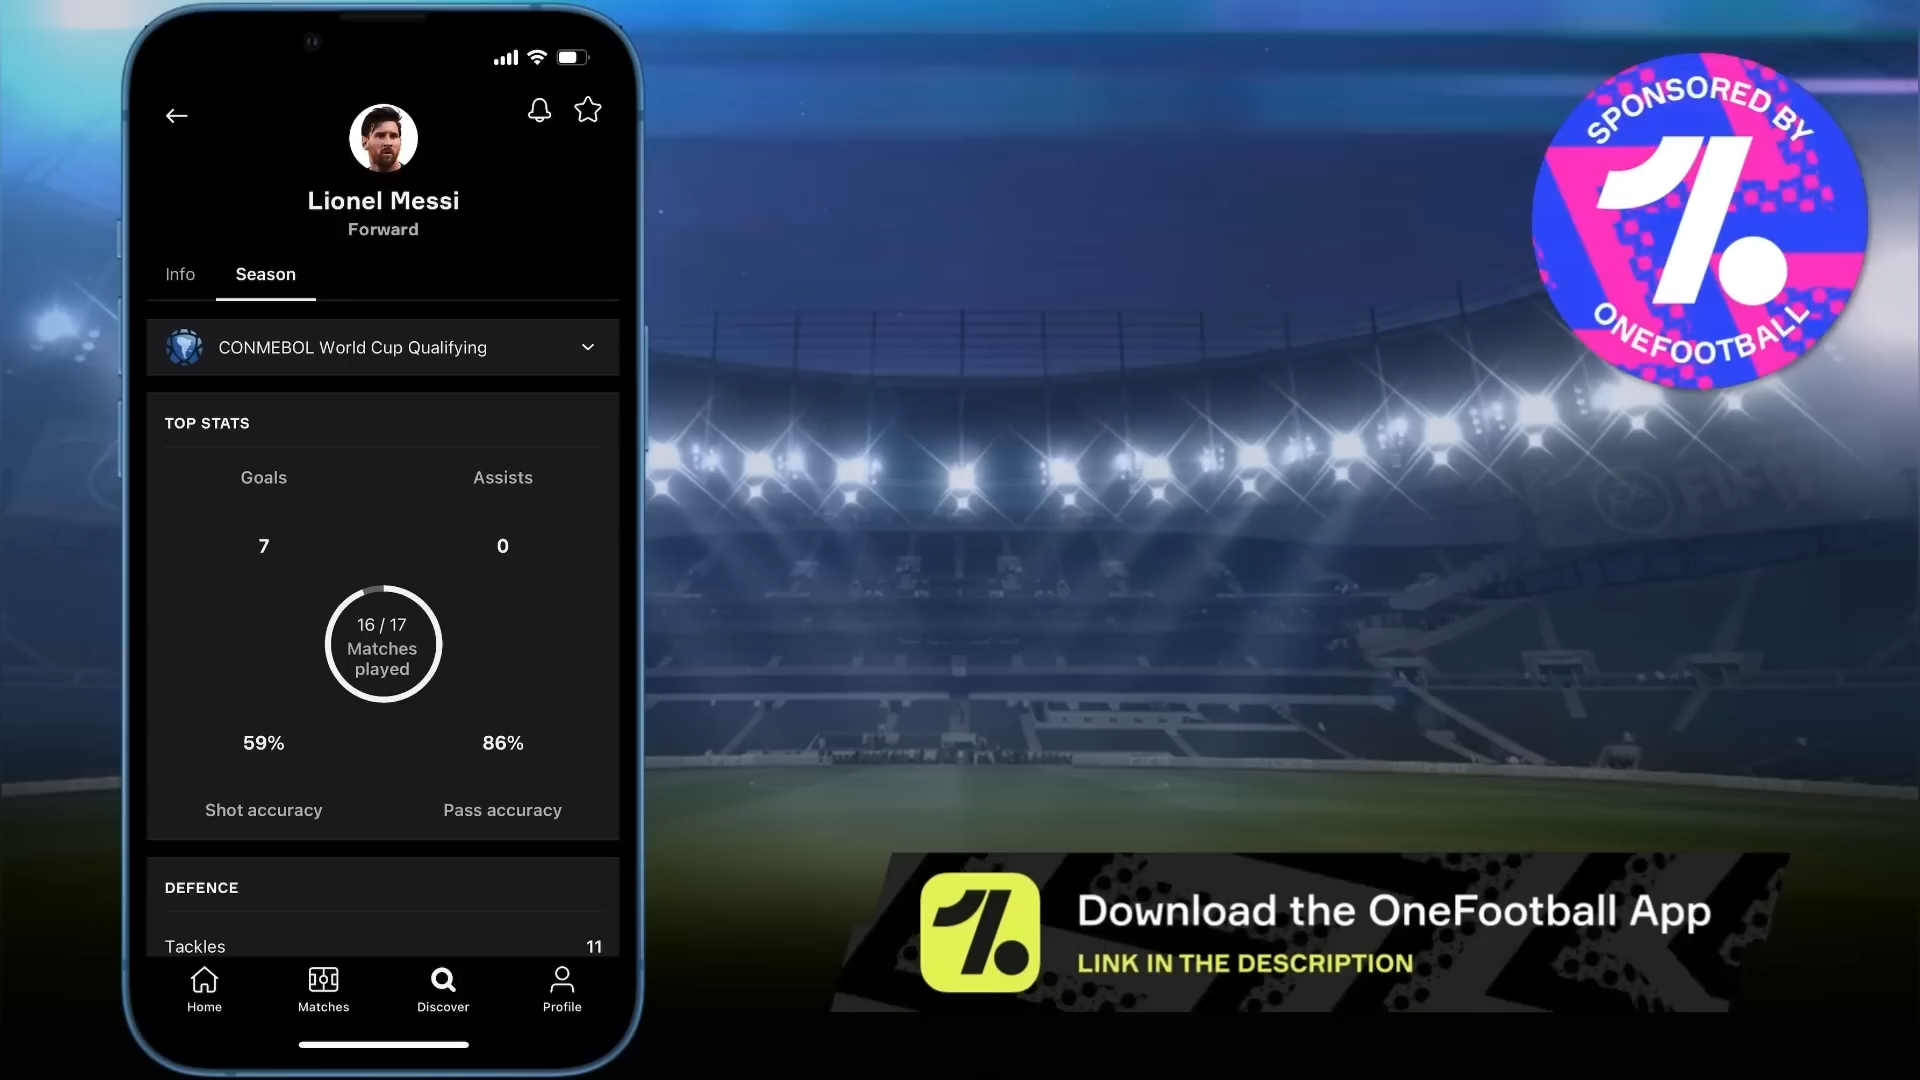 Lionel Messi
Forward
Info
Season
CONMEBOL World Cup Qualifying
TOP STATS
Goals
Assists
7
0
16 / 17
Matches
played
59%
86%
Shot accuracy
Pass accuracy
DEFENCE
Tackles
11
Home
Matches
Discover
Profile
SPONSORED BY
ONEFOOTBALL
EA FIFA
Download the OneFootball App
LINK IN THE DESCRIPTION